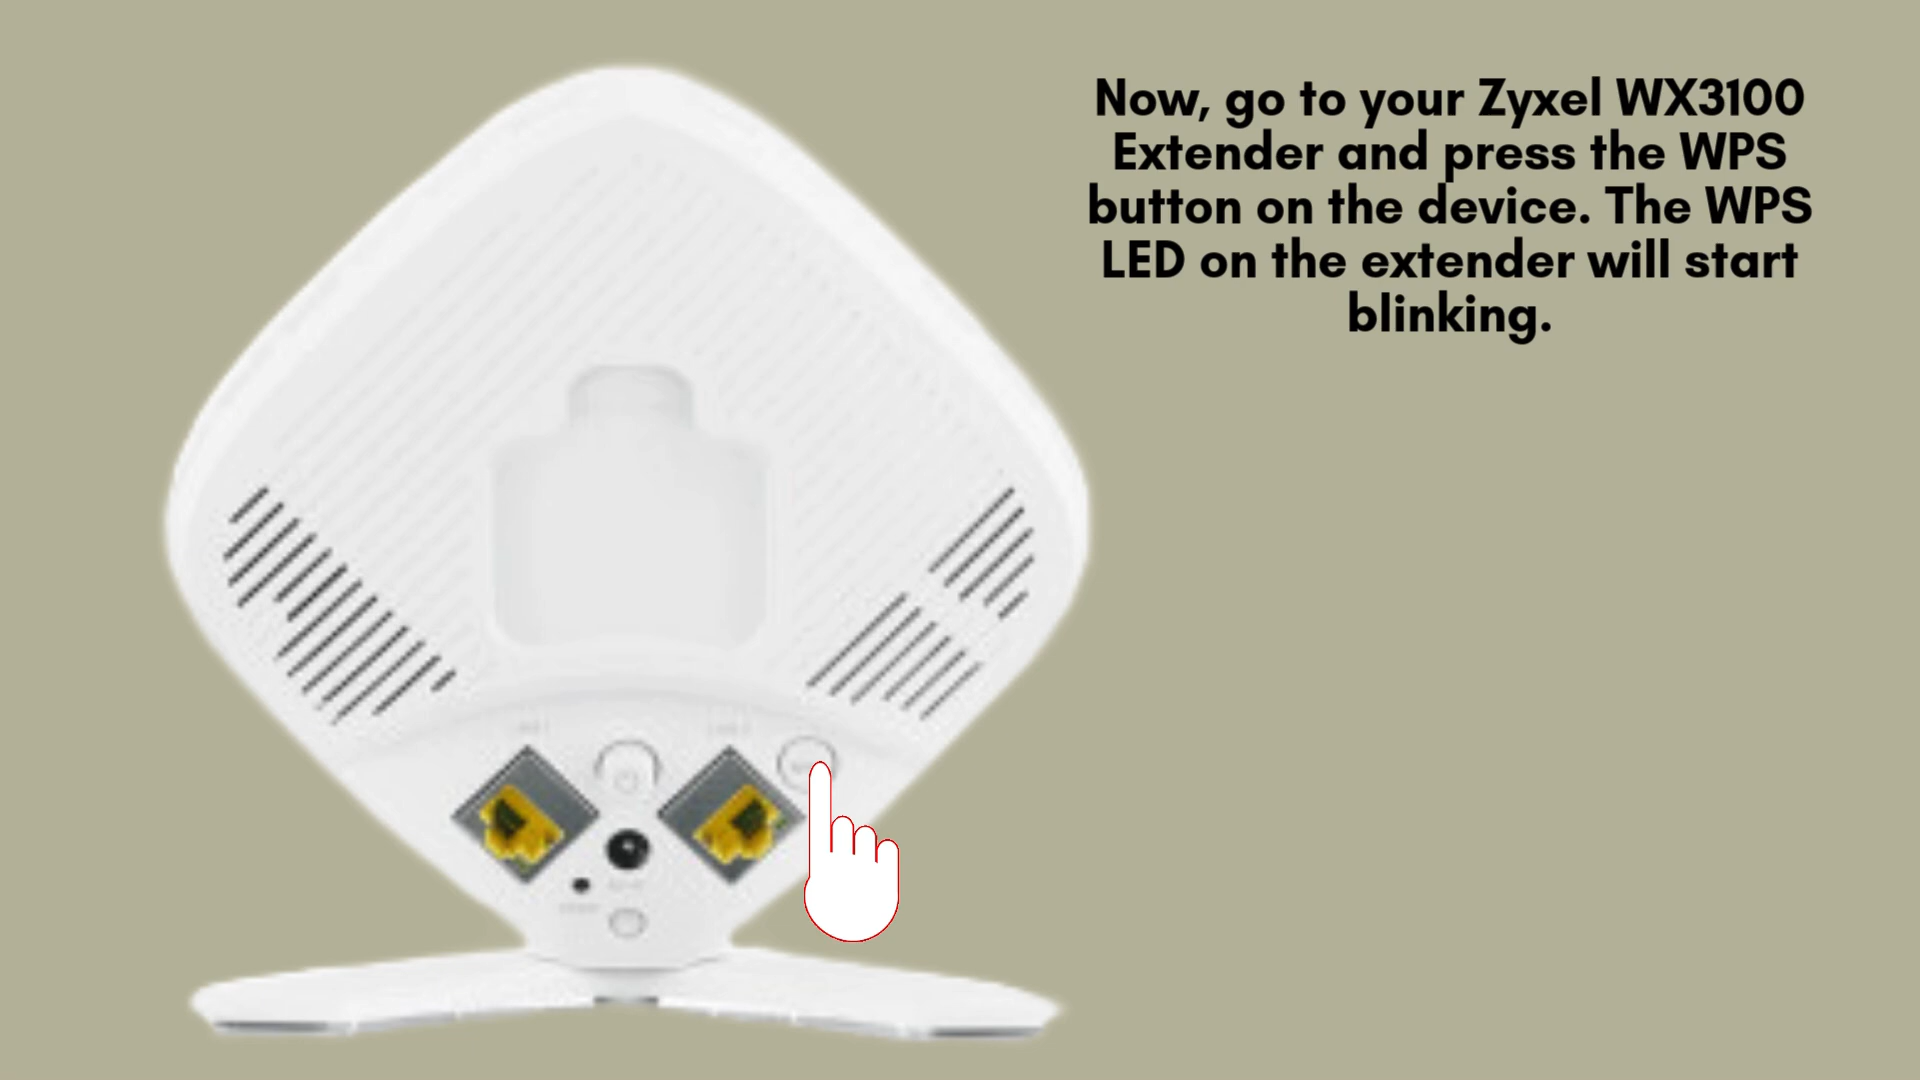 Now, go to your Zyxel WX3100
Extender and press the WPS
button on the device. The WPS
LED on the extender will start
blinking.